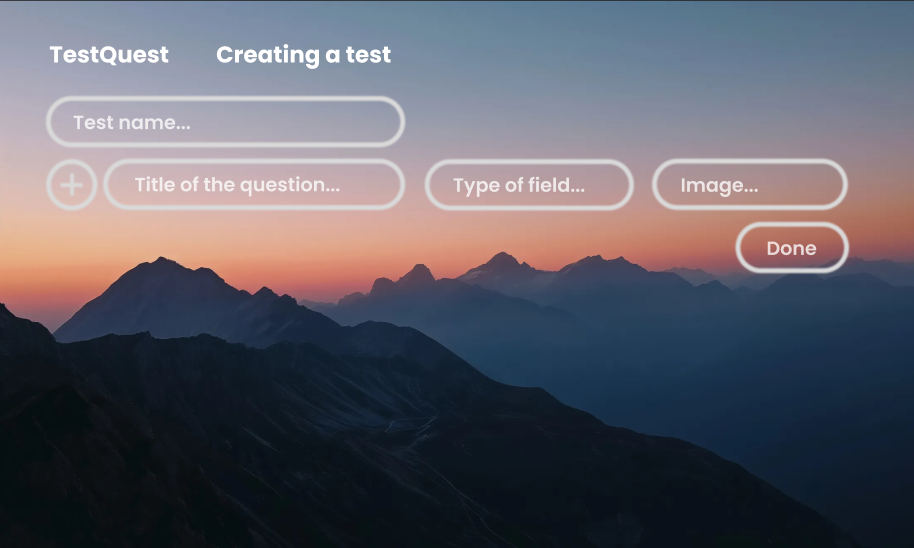 TestQuest Creating a test
Test name...
+ Title of the question... Type of field... Image...
Done